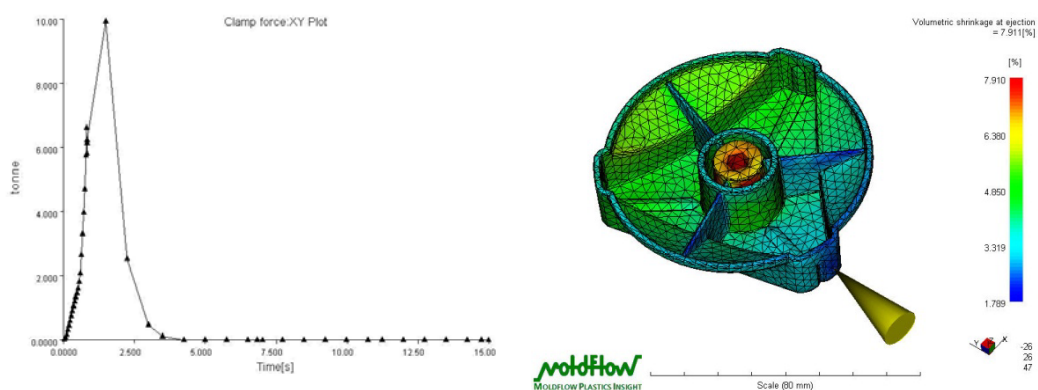 Clamp force:XY Plot
10.00
8.000
6.000
4.000
2.000
0.0000
tonne
0.0000
2.500
5.000
7.500
10.00
12.50
15.00
Time[s]
Volumetric shrinkage at ejection
= 7.911[%]
[%]
7.910
6.380
4.850
3.319
1.789
moldflow
MOLDFLOW PLASTICS INSIGHT
Scale (80 mm)
Y
Z
X
-26
26
47